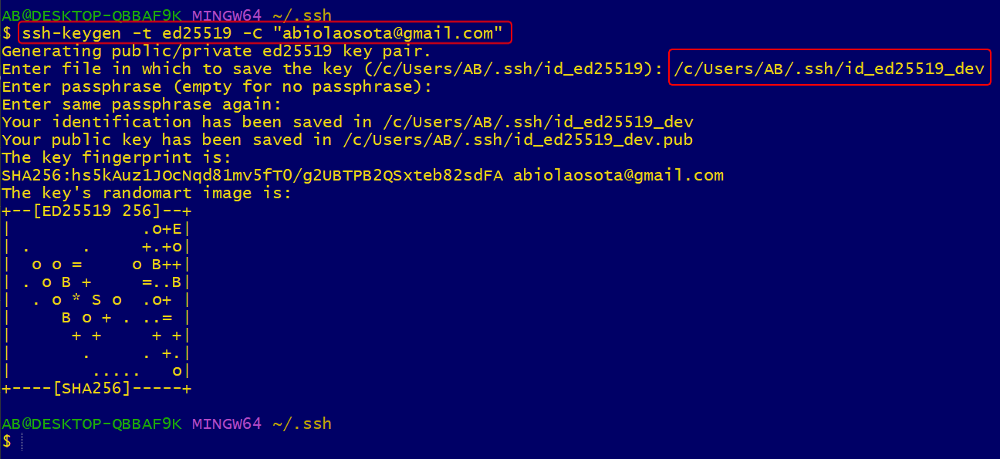 AB@DESKTOP-QBBAF9K MINGW64 ~/.ssh
$ ssh-keygen -t ed25519 -C "abiolaosota@gmail.com"
Generating public/private ed25519 key pair.
Enter file in which to save the key (/c/Users/AB/.ssh/id_ed25519): /c/Users/AB/.ssh/id_ed25519_dev
Enter passphrase (empty for no passphrase):
Enter same passphrase again:
Your identification has been saved in /c/Users/AB/.ssh/id_ed25519_dev
Your public key has been saved in /c/Users/AB/.ssh/id_ed25519_dev.pub
The key fingerprint is:
SHA256:hs5kAuz1JOcNqd81mv5fT0/g2UBTPB2QSxteb82sdFA abiolaosota@gmail.com
The key's randomart image is:
+--[ED25519 256]--+
|             .o+E|
| .     .     +.+o|
|  o o =     o B++|
| . o B +     =..B|
|  . o * S o  .o+ |
|     B o + . ..= |
|      + +     + +|
|       .     . +.|
|        .....   o|
+----[SHA256]-----+
AB@DESKTOP-QBBAF9K MINGW64 ~/.ssh
$